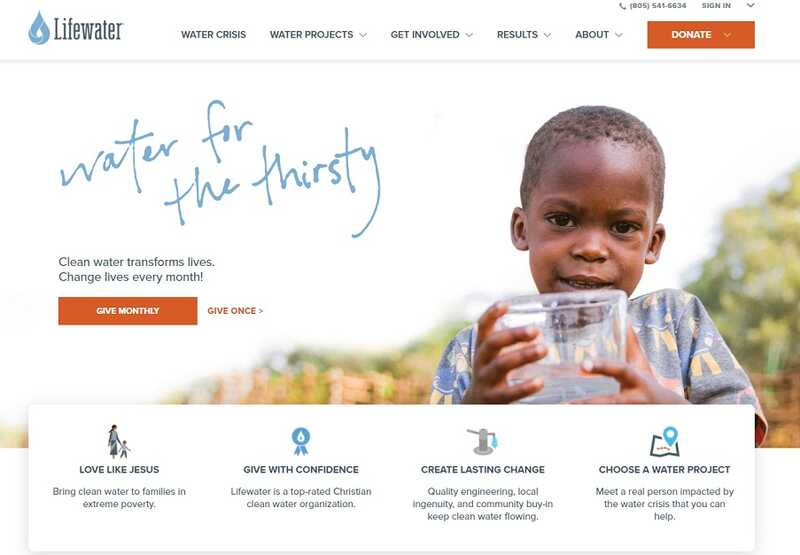 (805) 541-6634 SIGN IN
Lifewater
WATER CRISIS WATER PROJECTS GET INVOLVED RESULTS ABOUT DONATE
water for
the thirsty
Clean water transforms lives.
Change lives every month!
GIVE MONTHLY GIVE ONCE >
LOVE LIKE JESUS
Bring clean water to families in
extreme poverty.
GIVE WITH CONFIDENCE
Lifewater is a top-rated Christian
clean water organization.
CREATE LASTING CHANGE
Quality engineering, local
ingenuity, and community buy-in
keep clean water flowing.
CHOOSE A WATER PROJECT
Meet a real person impacted by
the water crisis that you can
help.